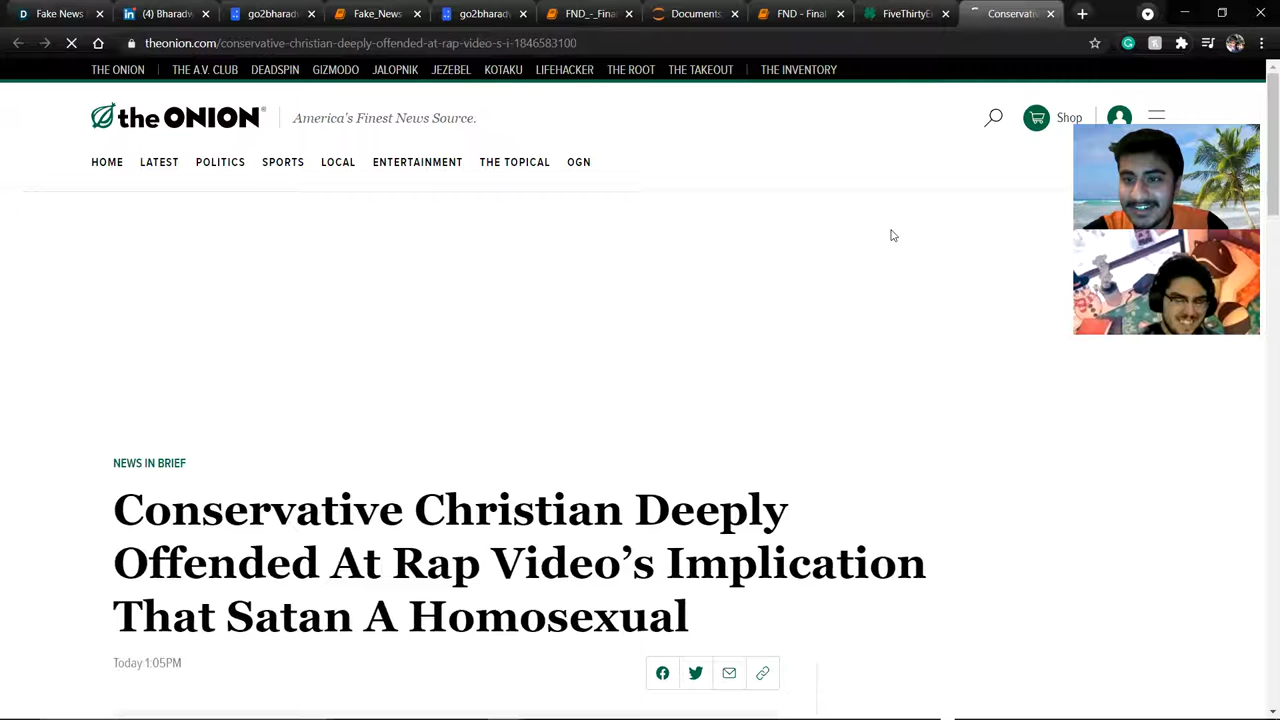 Fake News
(4) Bharadw
go2bharad
Fake_News
go2bharad
FND_-_Fina
Documents
FND - Final
FiveThirtyE
Conservati
theonion.com/conservative-christian-deeply-offended-at-rap-video-s-i-1846583100
THE ONION THE A.V. CLUB DEADSPIN GIZMODO JALOPNIK JEZEBEL KOTAKU LIFEHACKER THE ROOT THE TAKEOUT THE INVENTORY
the ONION America's Finest News Source. Shop
HOME LATEST POLITICS SPORTS LOCAL ENTERTAINMENT THE TOPICAL OGN
NEWS IN BRIEF
Conservative Christian Deeply
Offended At Rap Video’s Implication
That Satan A Homosexual
Today 1:05PM